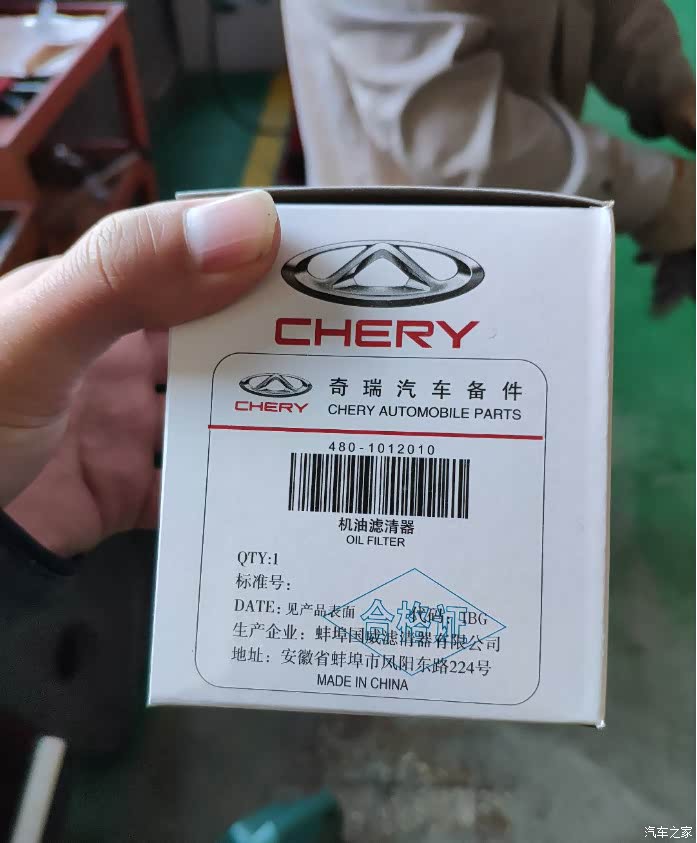 CHERY
CHERY
奇瑞汽车备件
CHERY AUTOMOBILE PARTS
480-1012010
机油滤清器
OIL FILTER
QTY:1
标准号:
DATE: 见产品表面 代码: IBG
合格证
生产企业: 蚌埠国威滤清器有限公司
地址: 安徽省蚌埠市凤阳东路224号
MADE IN CHINA
汽车之家